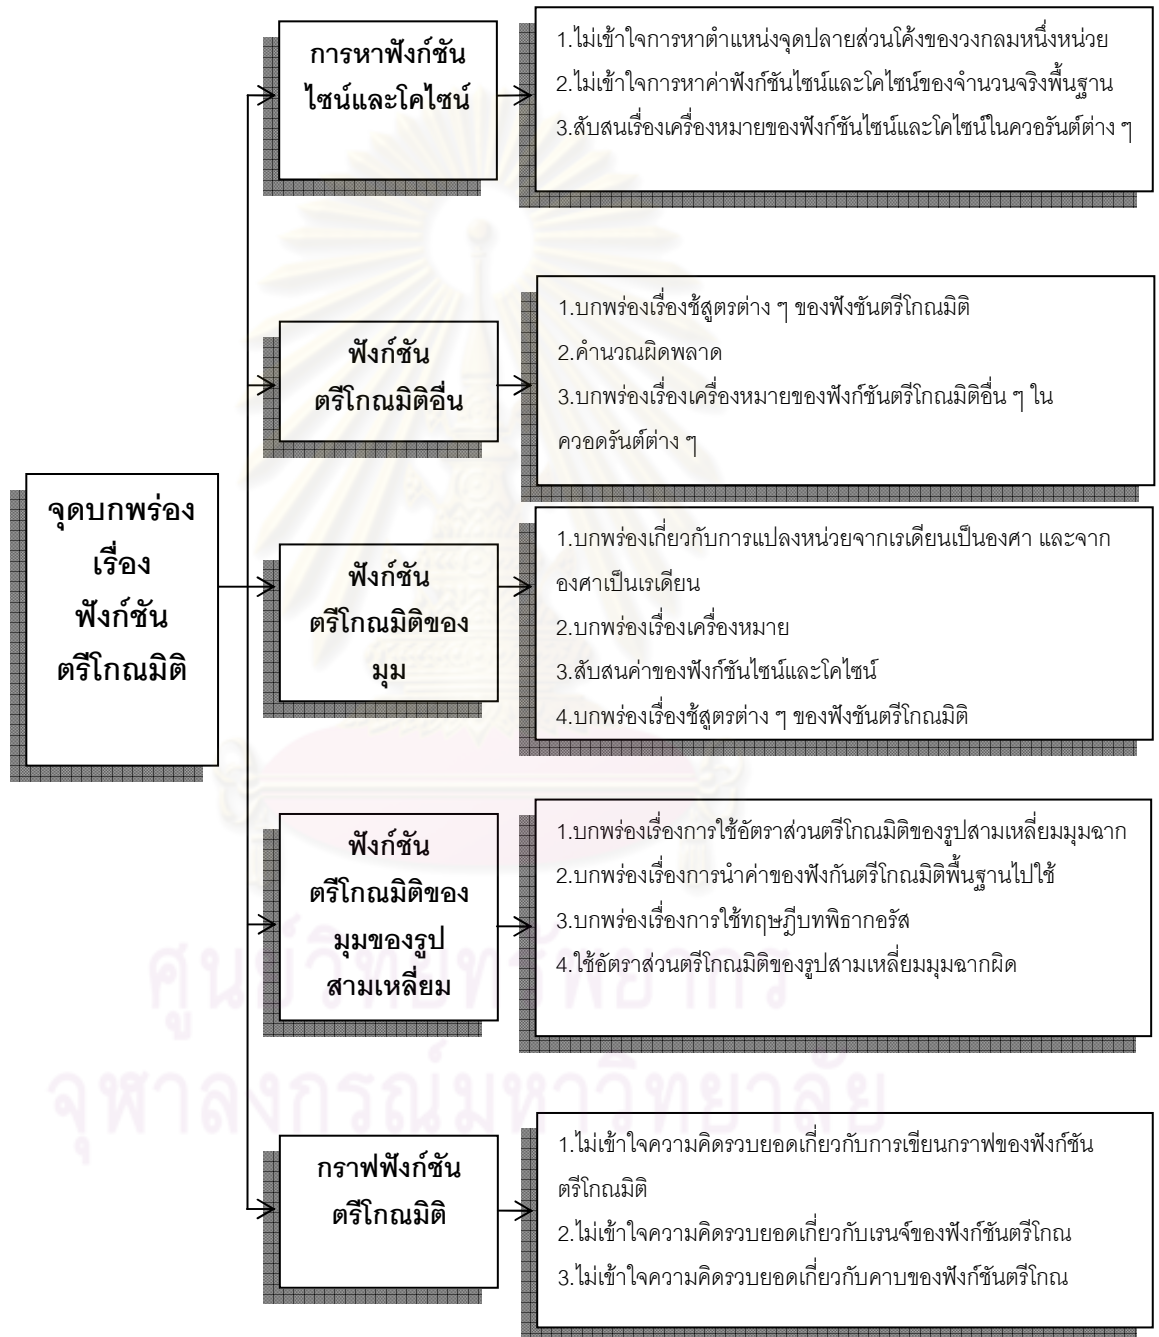 การหาฟังก์ชัน
ไซน์และโคไซน์
1.ไม่เข้าใจการหาตำแหน่งจุดปลายส่วนโค้งของวงกลมหนึ่งหน่วย
2.ไม่เข้าใจการหาค่าฟังก์ชันไซน์และโคไซน์ของจำนวนจริงพื้นฐาน
3.สับสนเรื่องเครื่องหมายของฟังก์ชันไซน์และโคไซน์ในควอรันต์ต่าง ๆ
ฟังก์ชัน
ตรีโกณมิติอื่น
1.บกพร่องเรื่องช้สูตรต่าง ๆ ของฟังชันตรีโกณมิติ
2.คำนวณผิดพลาด
3.บกพร่องเรื่องเครื่องหมายของฟังก์ชันตรีโกณมิติอื่น ๆ ใน
ควอดรันต์ต่าง ๆ
จุดบกพร่อง
เรื่อง
ฟังก์ชัน
ตรีโกณมิติ
ฟังก์ชัน
ตรีโกณมิติของ
มุม
1.บกพร่องเกี่ยวกับการแปลงหน่วยจากเรเดียนเป็นองศา และจาก
องศาเป็นเรเดียน
2.บกพร่องเรื่องเครื่องหมาย
3.สับสนค่าของฟังก์ชันไซน์และโคไซน์
4.บกพร่องเรื่องช้สูตรต่าง ๆ ของฟังชันตรีโกณมิติ
ฟังก์ชัน
ตรีโกณมิติของ
มุมของรูป
สามเหลี่ยม
1.บกพร่องเรื่องการใช้อัตราส่วนตรีโกณมิติของรูปสามเหลี่ยมมุมฉาก
2.บกพร่องเรื่องการนำค่าของฟังกันตรีโกณมิติพื้นฐานไปใช้
3.บกพร่องเรื่องการใช้ทฤษฎีบทพิธากอรัส
4.ใช้อัตราส่วนตรีโกณมิติของรูปสามเหลี่ยมมุมฉากผิด
ศูนย์วิทยทรัพยากร
จุฬาลงกรณ์มหาวิทยาลัย
กราฟฟังก์ชัน
ตรีโกณมิติ
1.ไม่เข้าใจความคิดรวบยอดเกี่ยวกับการเขียนกราฟของฟังก์ชัน
ตรีโกณมิติ
2.ไม่เข้าใจความคิดรวบยอดเกี่ยวกับเรนจ์ของฟังก์ชันตรีโกณ
3.ไม่เข้าใจความคิดรวบยอดเกี่ยวกับคาบของฟังก์ชันตรีโกณ